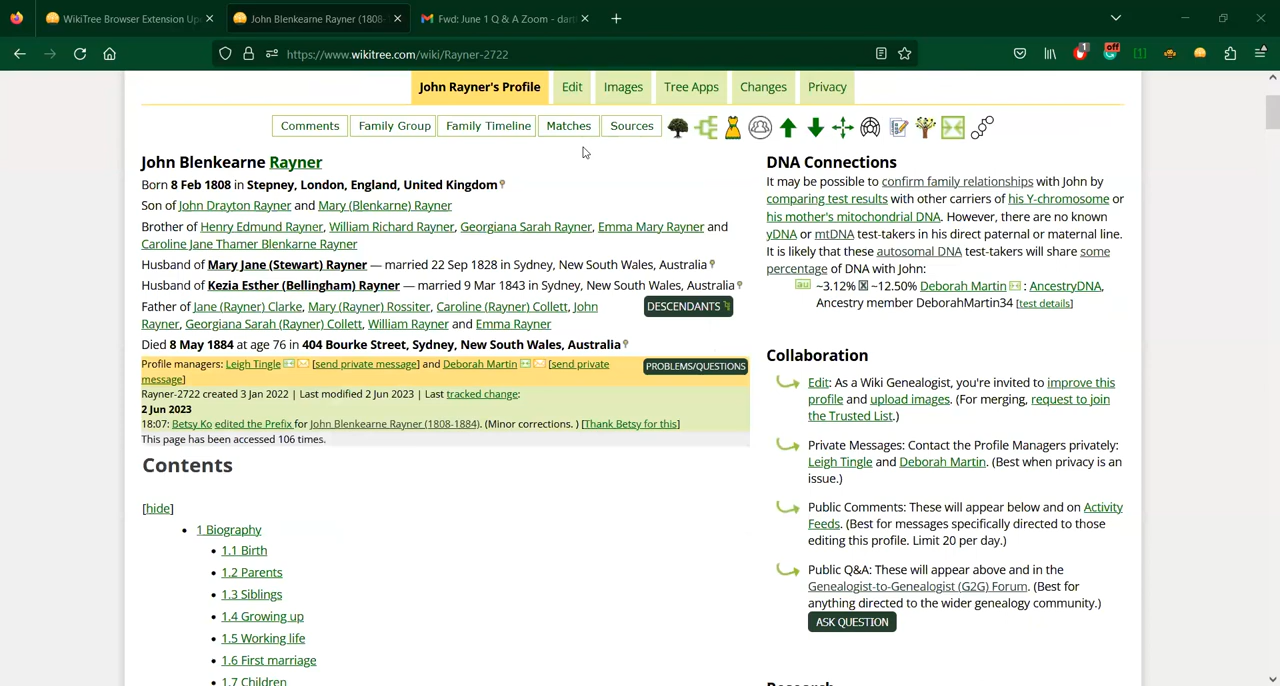 WikiTree Browser Extension Up
John Blenkearne Rayner (1808-
Fwd: June 1 Q & A Zoom - dart
https://www.wikitree.com/wiki/Rayner-2722
1
off
John Rayner's Profile
Edit
Images
Tree Apps
Changes
Privacy
Comments
Family Group
Family Timeline
Matches
Sources
John Blenkearne Rayner
Born 8 Feb 1808 in Stepney, London, England, United Kingdom
Son of John Drayton Rayner and Mary (Blenkarne) Rayner
Brother of Henry Edmund Rayner, William Richard Rayner, Georgiana Sarah Rayner, Emma Mary Rayner and
Caroline Jane Thamer Blenkarne Rayner
Husband of Mary Jane (Stewart) Rayner — married 22 Sep 1828 in Sydney, New South Wales, Australia
Husband of Kezia Esther (Bellingham) Rayner — married 9 Mar 1843 in Sydney, New South Wales, Australia
Father of Jane (Rayner) Clarke, Mary (Rayner) Rossiter, Caroline (Rayner) Collett, John
Rayner, Georgiana Sarah (Rayner) Collett, William Rayner and Emma Rayner
DESCENDANTS
Died 8 May 1884 at age 76 in 404 Bourke Street, Sydney, New South Wales, Australia
Profile managers: Leigh Tingle [send private message] and Deborah Martin [send private
message]
PROBLEMS/QUESTIONS
Rayner-2722 created 3 Jan 2022 | Last modified 2 Jun 2023 | Last tracked change:
2 Jun 2023
18:07: Betsy Ko edited the Prefix for John Blenkearne Rayner (1808-1884). (Minor corrections. ) [Thank Betsy for this]
This page has been accessed 106 times.
Contents
[hide]
1 Biography
1.1 Birth
1.2 Parents
1.3 Siblings
1.4 Growing up
1.5 Working life
1.6 First marriage
1.7 Children
DNA Connections
It may be possible to confirm family relationships with John by
comparing test results with other carriers of his Y-chromosome or
his mother's mitochondrial DNA. However, there are no known
yDNA or mtDNA test-takers in his direct paternal or maternal line.
It is likely that these autosomal DNA test-takers will share some
percentage of DNA with John:
au ~3.12% X ~12.50% Deborah Martin : AncestryDNA,
Ancestry member DeborahMartin34 [test details]
Collaboration
Edit: As a Wiki Genealogist, you're invited to improve this
profile and upload images. (For merging, request to join
the Trusted List.)
Private Messages: Contact the Profile Managers privately:
Leigh Tingle and Deborah Martin. (Best when privacy is an
issue.)
Public Comments: These will appear below and on Activity
Feeds. (Best for messages specifically directed to those
editing this profile. Limit 20 per day.)
Public Q&A: These will appear above and in the
Genealogist-to-Genealogist (G2G) Forum. (Best for
anything directed to the wider genealogy community.)
ASK QUESTION
Research